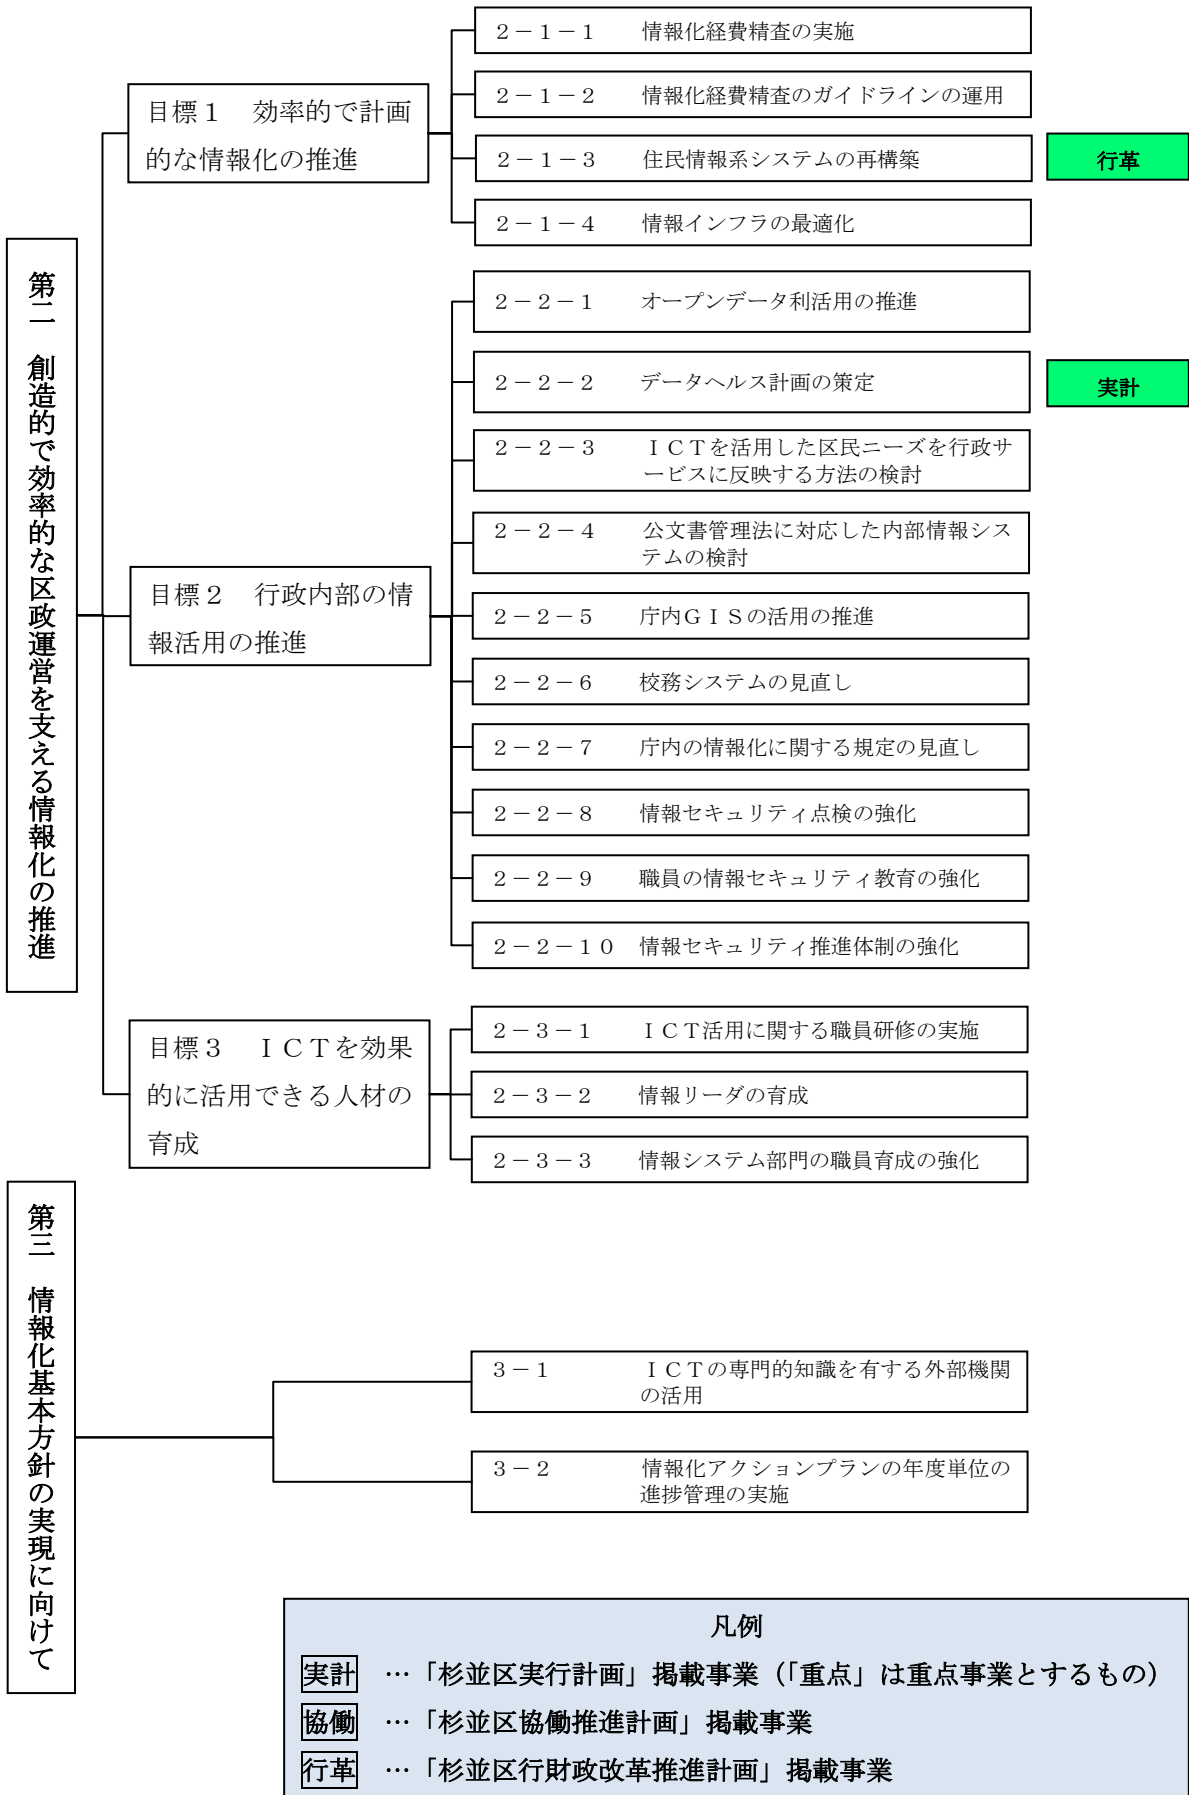 第二　創造的で効率的な区政運営を支える情報化の推進
目標１　効率的で計画
的な情報化の推進
２－１－１　情報化経費精査の実施
２－１－２　情報化経費精査のガイドラインの運用
２－１－３　住民情報系システムの再構築
行革
２－１－４　情報インフラの最適化
目標２　行政内部の情
報活用の推進
２－２－１　オープンデータ利活用の推進
２－２－２　データヘルス計画の策定
実計
２－２－３　ＩＣＴを活用した区民ニーズを行政サ
ービスに反映する方法の検討
２－２－４　公文書管理法に対応した内部情報シス
テムの検討
２－２－５　庁内ＧＩＳの活用の推進
２－２－６　校務システムの見直し
２－２－７　庁内の情報化に関する規定の見直し
２－２－８　情報セキュリティ点検の強化
２－２－９　職員の情報セキュリティ教育の強化
２－２－１０　情報セキュリティ推進体制の強化
目標３　ＩＣＴを効果
的に活用できる人材の
育成
２－３－１　ＩＣＴ活用に関する職員研修の実施
２－３－２　情報リーダの育成
２－３－３　情報システム部門の職員育成の強化
第三　情報化基本方針の実現に向けて
３－１　ＩＣＴの専門的知識を有する外部機関
の活用
３－２　情報化アクションプランの年度単位の
進捗管理の実施
凡例
実計　…「杉並区実行計画」掲載事業（「重点」は重点事業とするもの）
協働　…「杉並区協働推進計画」掲載事業
行革　…「杉並区行財政改革推進計画」掲載事業